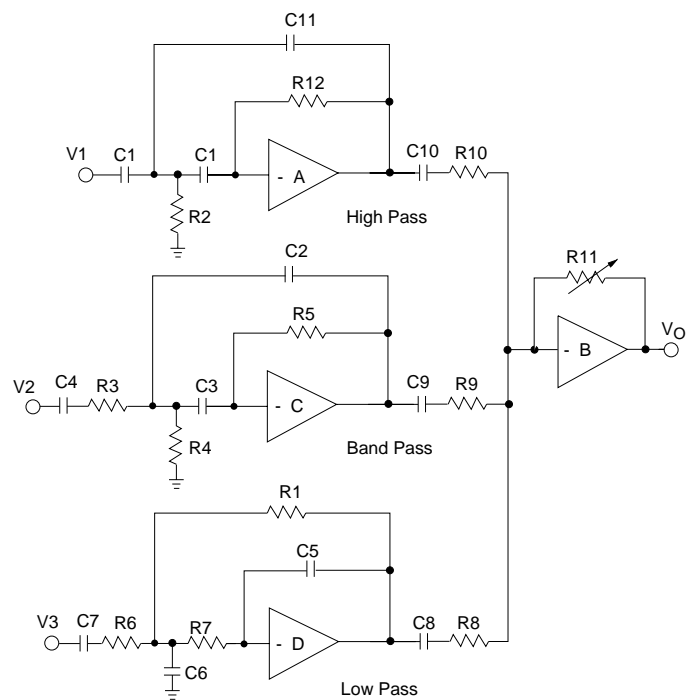 C11
R12
V1
C1
C1
- A
C10
R10
R2
High Pass
C2
R11
R5
- B
VO
V2
C4
R3
C3
- C
C9
R9
R4
Band Pass
R1
C5
V3
C7
R6
R7
- D
C8
R8
C6
Low Pass